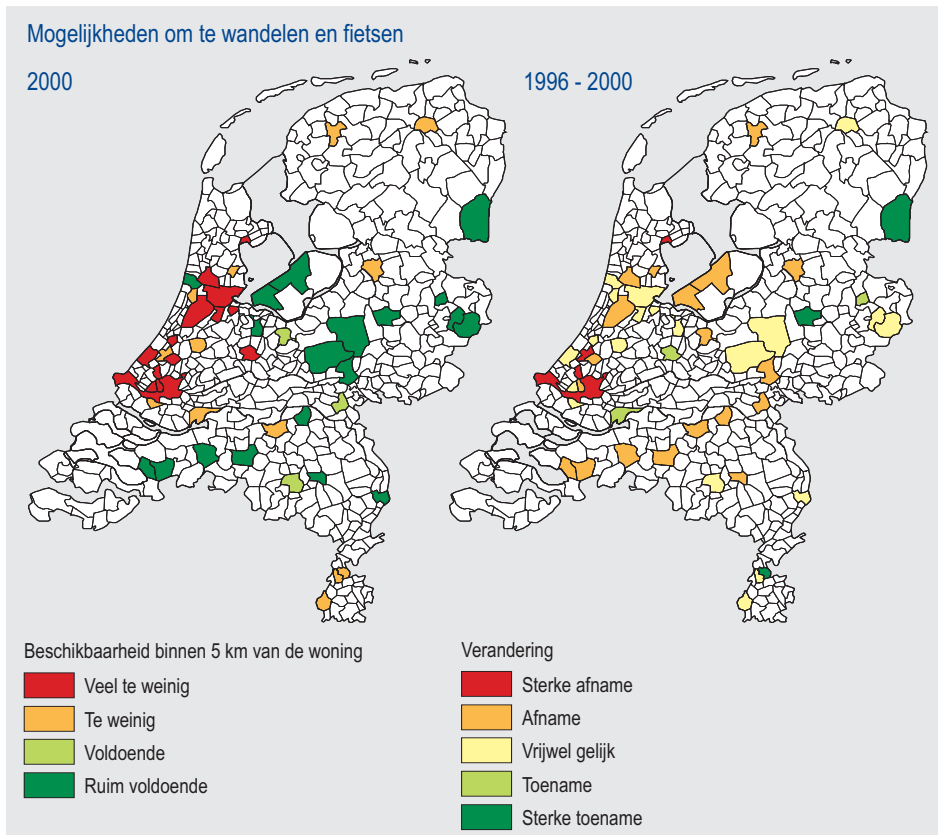 Mogelijkheden om te wandelen en fietsen
2000
1996 - 2000
Beschikbaarheid binnen 5 km van de woning
Veel te weinig
Te weinig
Voldoende
Ruim voldoende
Verandering
Sterke afname
Afname
Vrijwel gelijk
Toename
Sterke toename